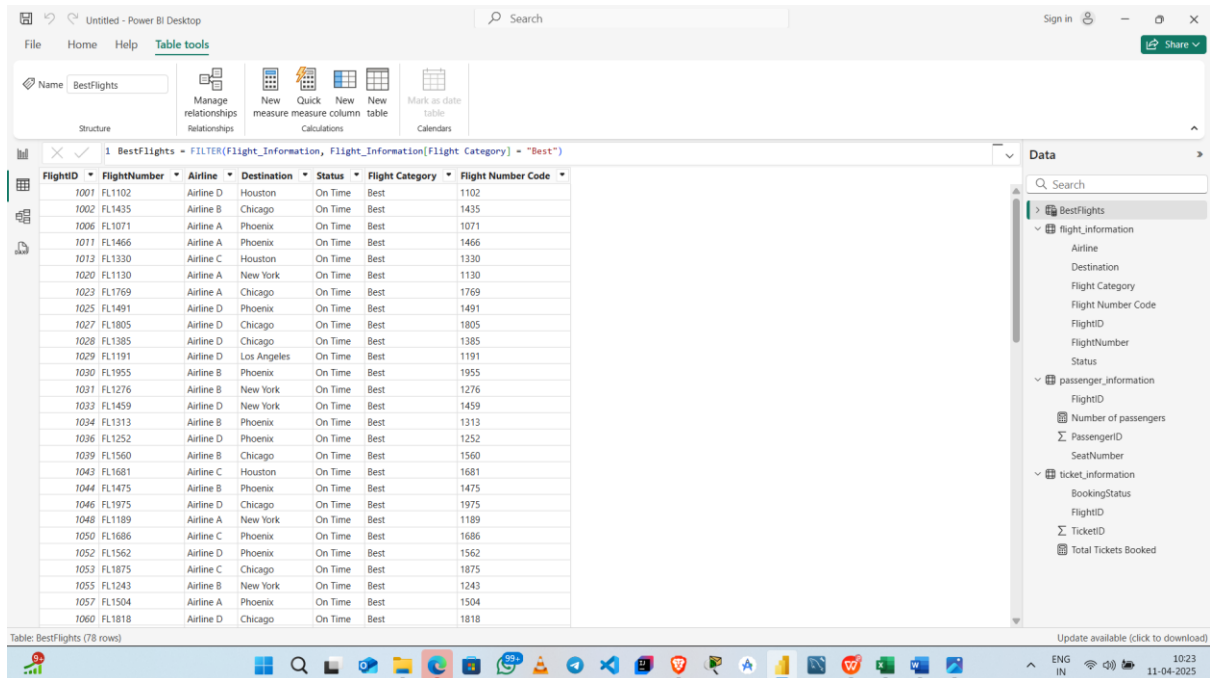 Untitled - Power BI Desktop
Search
Sign in
File Home Help Table tools
Share
Name BestFlights
Manage relationships
New measure
Quick measure
New column
New table
Mark as date table
Structure Relationships Calculations Calendars
1 BestFlights = FILTER(Flight_Information, Flight_Information[Flight Category] = "Best")
FlightID FlightNumber Airline Destination Status Flight Category Flight Number Code
1001 FL1102 Airline D Houston On Time Best 1102
1002 FL1435 Airline B Chicago On Time Best 1435
1006 FL1071 Airline A Phoenix On Time Best 1071
1011 FL1466 Airline A Phoenix On Time Best 1466
1013 FL1330 Airline C Houston On Time Best 1330
1020 FL1130 Airline A New York On Time Best 1130
1023 FL1769 Airline A Chicago On Time Best 1769
1025 FL1491 Airline D Phoenix On Time Best 1491
1027 FL1805 Airline D Chicago On Time Best 1805
1028 FL1385 Airline D Chicago On Time Best 1385
1029 FL1191 Airline D Los Angeles On Time Best 1191
1030 FL1955 Airline B Phoenix On Time Best 1955
1031 FL1276 Airline B New York On Time Best 1276
1033 FL1459 Airline D New York On Time Best 1459
1034 FL1313 Airline B Phoenix On Time Best 1313
1036 FL1252 Airline D Phoenix On Time Best 1252
1039 FL1560 Airline B Chicago On Time Best 1560
1043 FL1681 Airline C Houston On Time Best 1681
1044 FL1475 Airline B Phoenix On Time Best 1475
1046 FL1975 Airline D Chicago On Time Best 1975
1048 FL1189 Airline A New York On Time Best 1189
1050 FL1686 Airline C Phoenix On Time Best 1686
1052 FL1562 Airline D Phoenix On Time Best 1562
1053 FL1875 Airline C Chicago On Time Best 1875
1055 FL1243 Airline B New York On Time Best 1243
1057 FL1504 Airline A Phoenix On Time Best 1504
1060 FL1818 Airline D Chicago On Time Best 1818
Data
Search
BestFlights
flight_information
Airline
Destination
Flight Category
Flight Number Code
FlightID
FlightNumber
Status
passenger_information
FlightID
Number of passengers
PassengerID
SeatNumber
ticket_information
BookingStatus
FlightID
TicketID
Total Tickets Booked
Table: BestFlights (78 rows)
Update available (click to download)
9+
99+
ENG
IN
10:23
11-04-2025